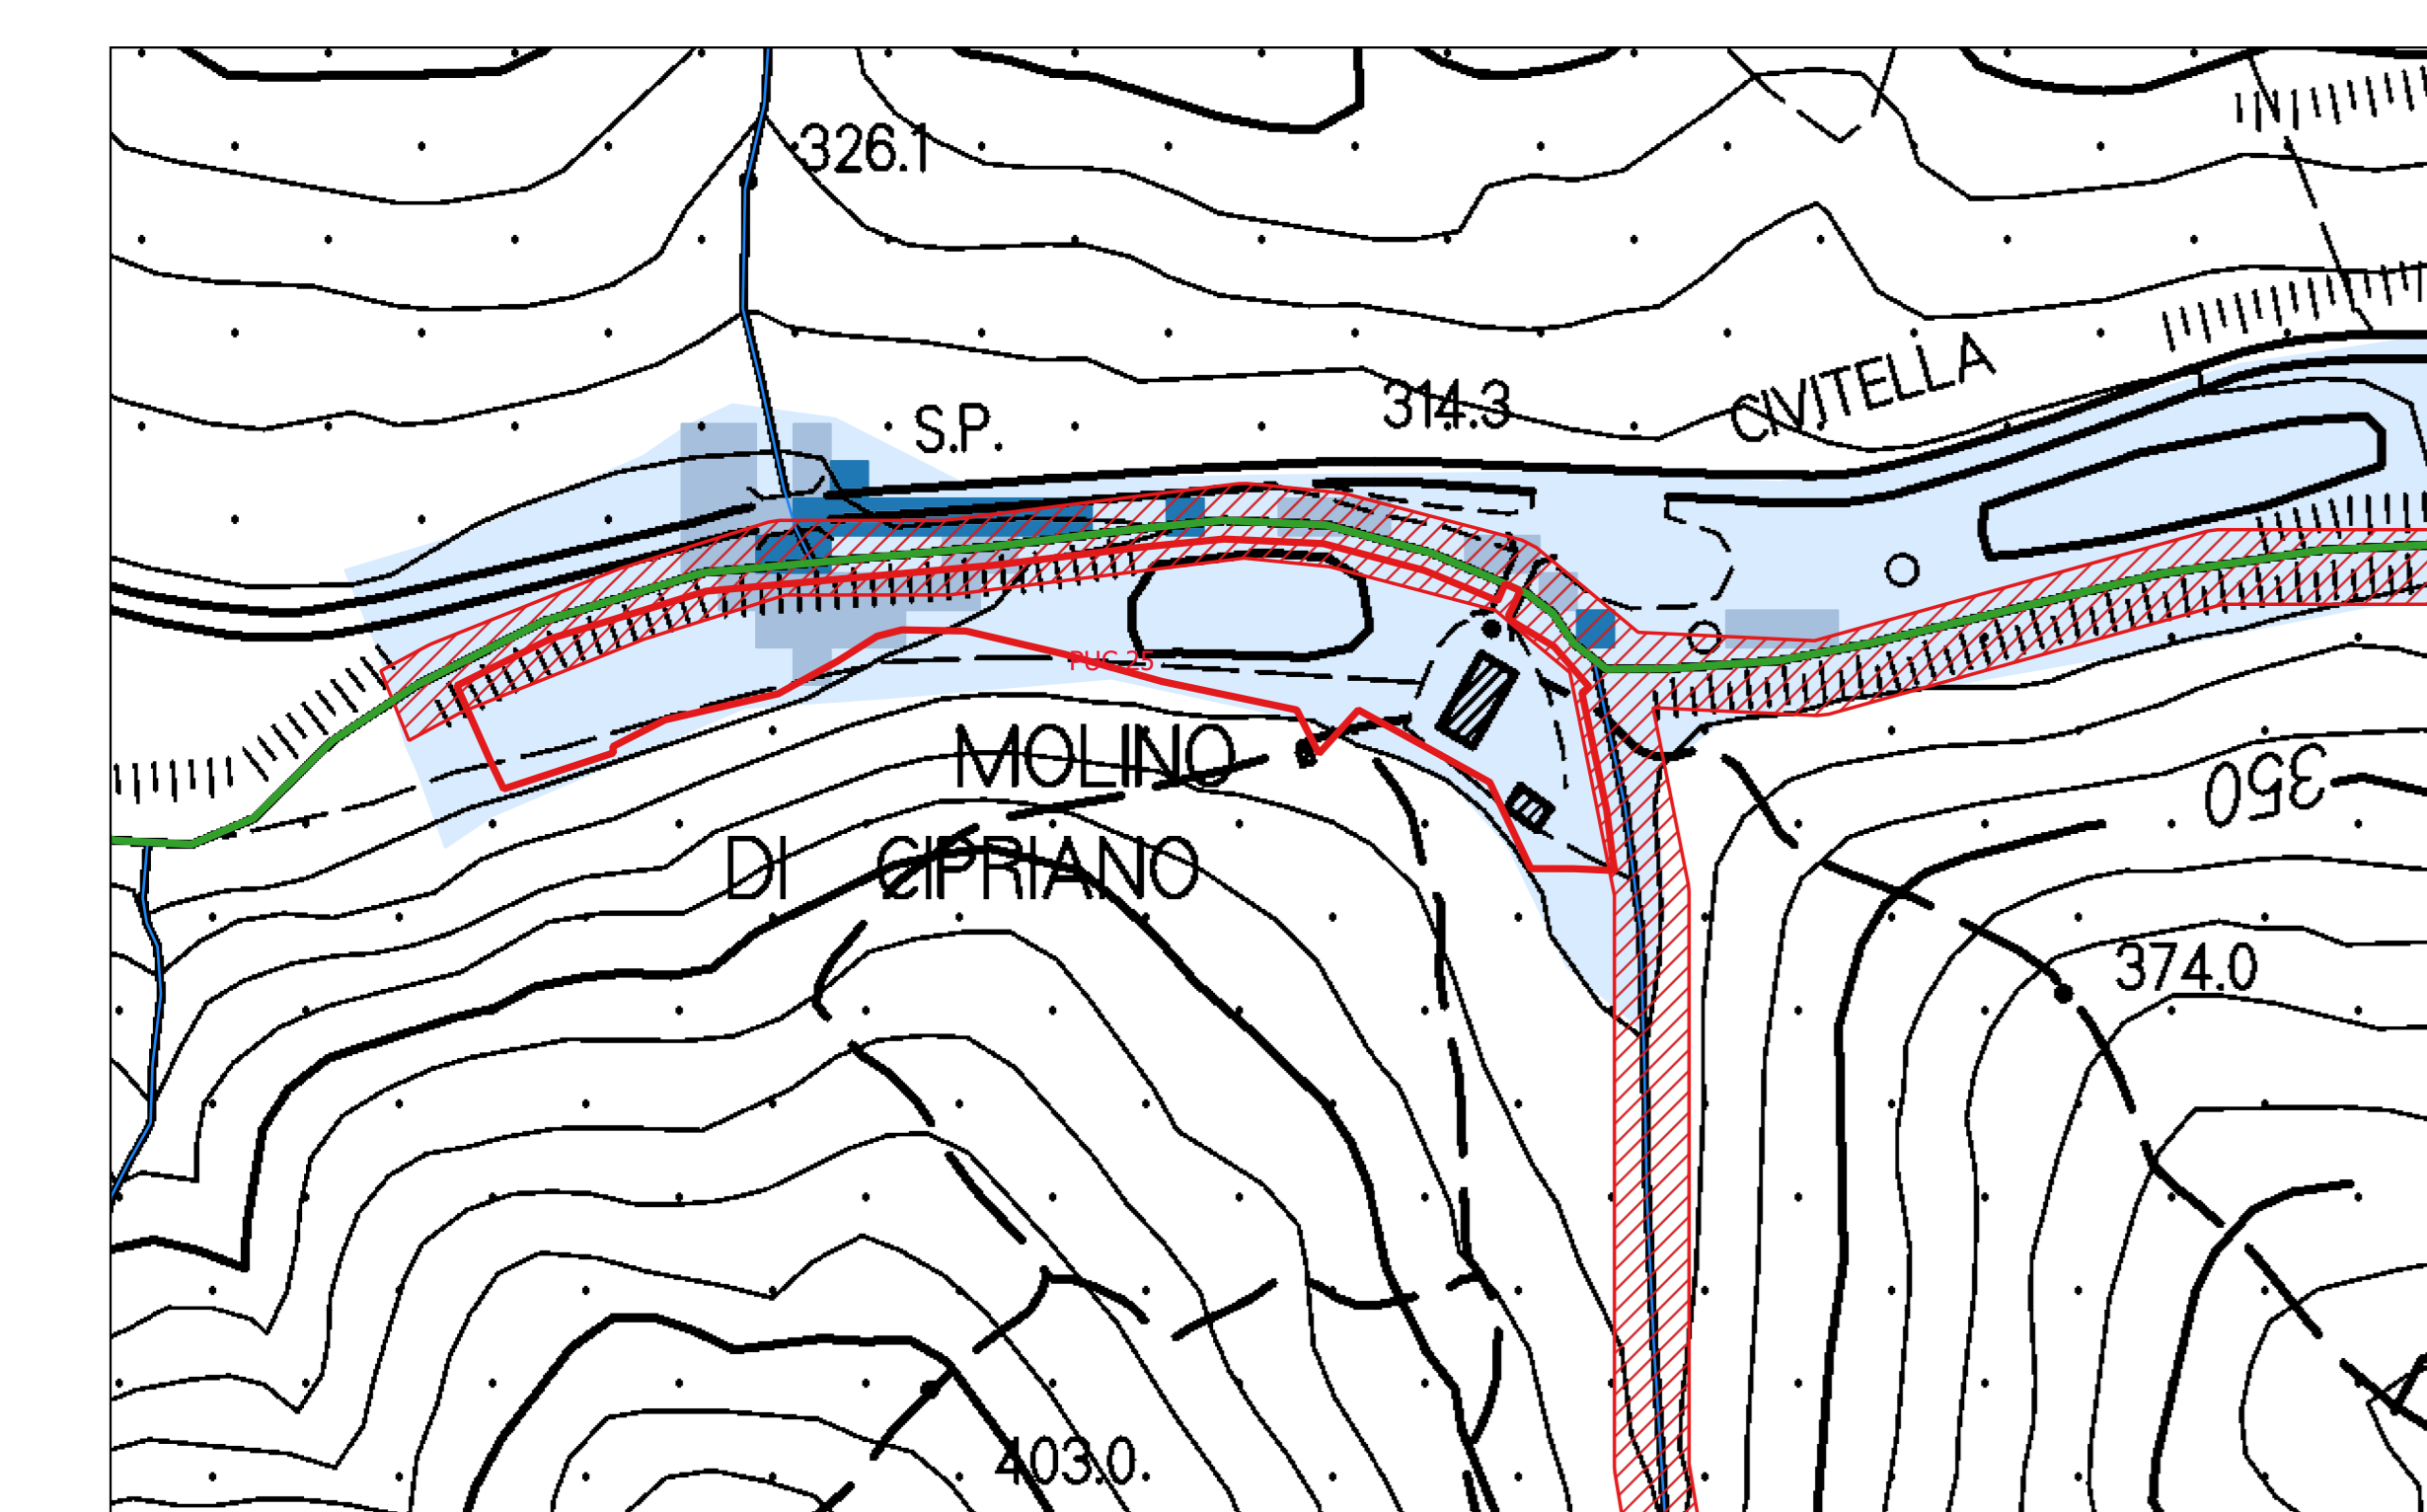 326.1
S.P.
314.3
CIVITELLA
PUC 25
MOLINO
DI CIPRIANO
350
374.0
403.0